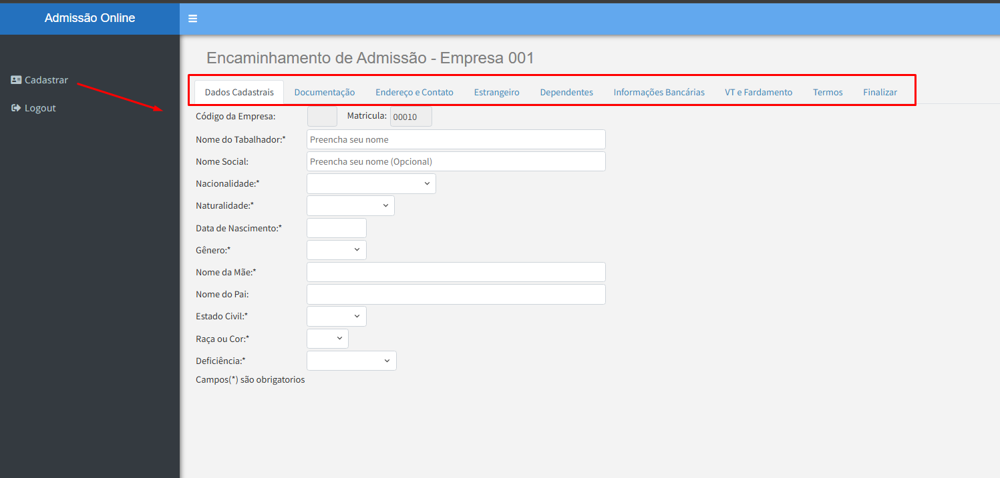 Admissão Online
Cadastrar
Logout
Encaminhamento de Admissão - Empresa 001
Dados Cadastrais Documentação Endereço e Contato Estrangeiro Dependentes Informações Bancárias VT e Fardamento Termos Finalizar
Código da Empresa: Matricula: 00010
Nome do Tabalhador:* Preencha seu nome
Nome Social: Preencha seu nome (Opcional)
Nacionalidade:*
Naturalidade:*
Data de Nascimento:*
Gênero:*
Nome da Mãe:*
Nome do Pai:
Estado Civil:*
Raça ou Cor:*
Deficiência:*
Campos(*) são obrigatorios